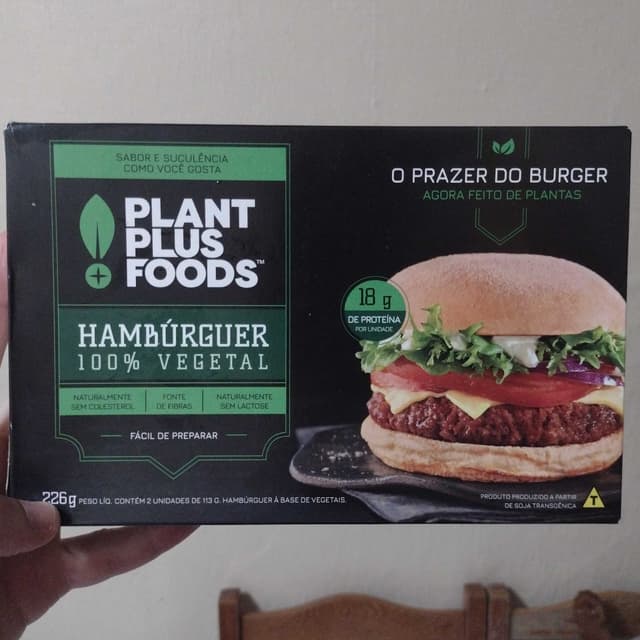 SABOR E SUCULÊNCIA
COMO VOCÊ GOSTA
PLANT
PLUS
FOODS™
HAMBÚRGUER
100% VEGETAL
NATURALMENTE
SEM COLESTEROL
FONTE
DE FIBRAS
NATURALMENTE
SEM LACTOSE
FÁCIL DE PREPARAR
226g PESO LÍQ. CONTÉM 2 UNIDADES DE 113 G. HAMBÚRGUER À BASE DE VEGETAIS.
O PRAZER DO BURGER
AGORA FEITO DE PLANTAS
18 g
DE PROTEÍNA
POR UNIDADE
PRODUTO PRODUZIDO A PARTIR
DE SOJA TRANSGÊNICA
T